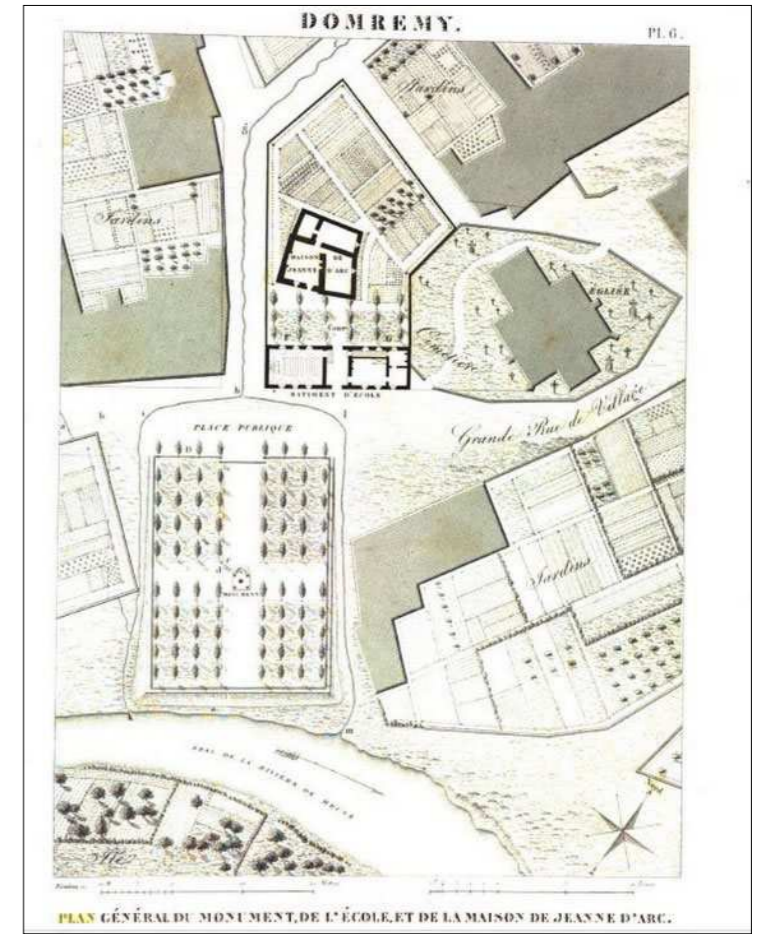 DOMREMY.
Pl. 6.
Jardins
Jardins
MAISON DE
JEANNE D'ARC
ÉGLISE
Cimetière
Cour
BATIMENT D'ÉCOLE
Grande Rue de Village
PLACE PUBLIQUE
MONUMENT
Jardins
m
BRAS DE LA RIVIÈRE DE MEUSE
PLAN GÉNÉRAL DU MONUMENT, DE L'ÉCOLE, ET DE LA MAISON DE JEANNE D'ARC.